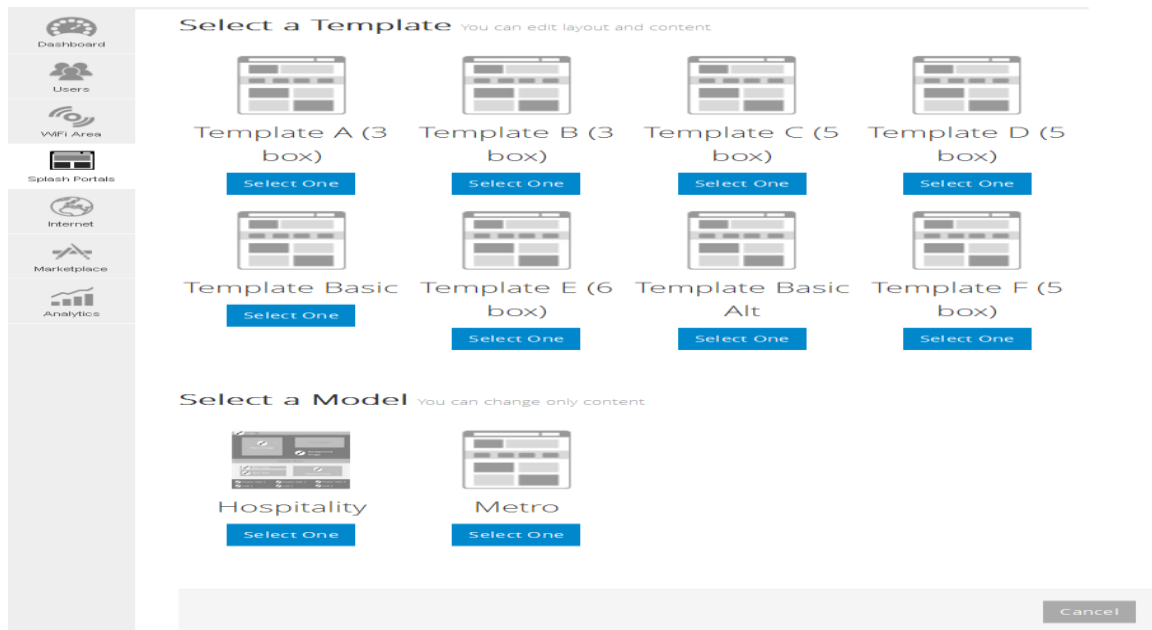 Dashboard
Users
WiFi Area
Splash Portals
Internet
Marketplace
Analytics
Select a Template You can edit layout and content
Template A (3
box)
Select One
Template B (3
box)
Select One
Template C (5
box)
Select One
Template D (5
box)
Select One
Template Basic
Select One
Template E (6
box)
Select One
Template Basic
Alt
Select One
Template F (5
box)
Select One
Select a Model You can change only content
Hospitality
Select One
Metro
Select One
Cancel